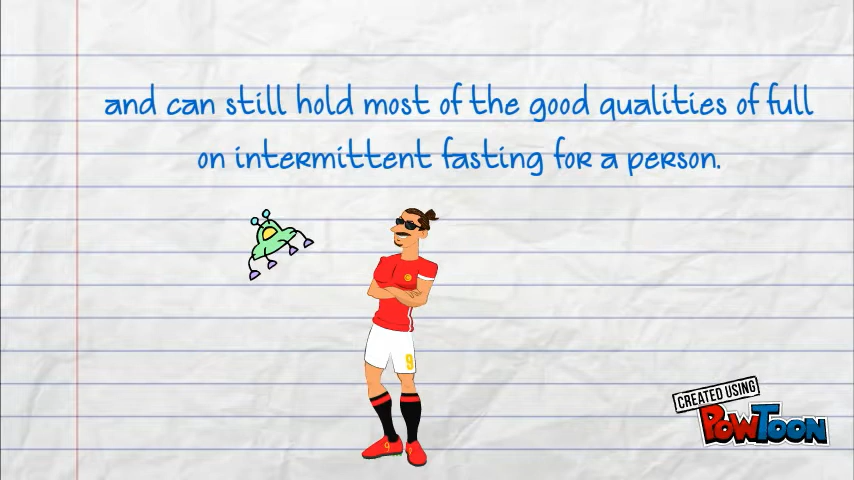 and can still hold most of the good qualities of full
on intermittent fasting for a person.
9
CREATED USING
POWTOON